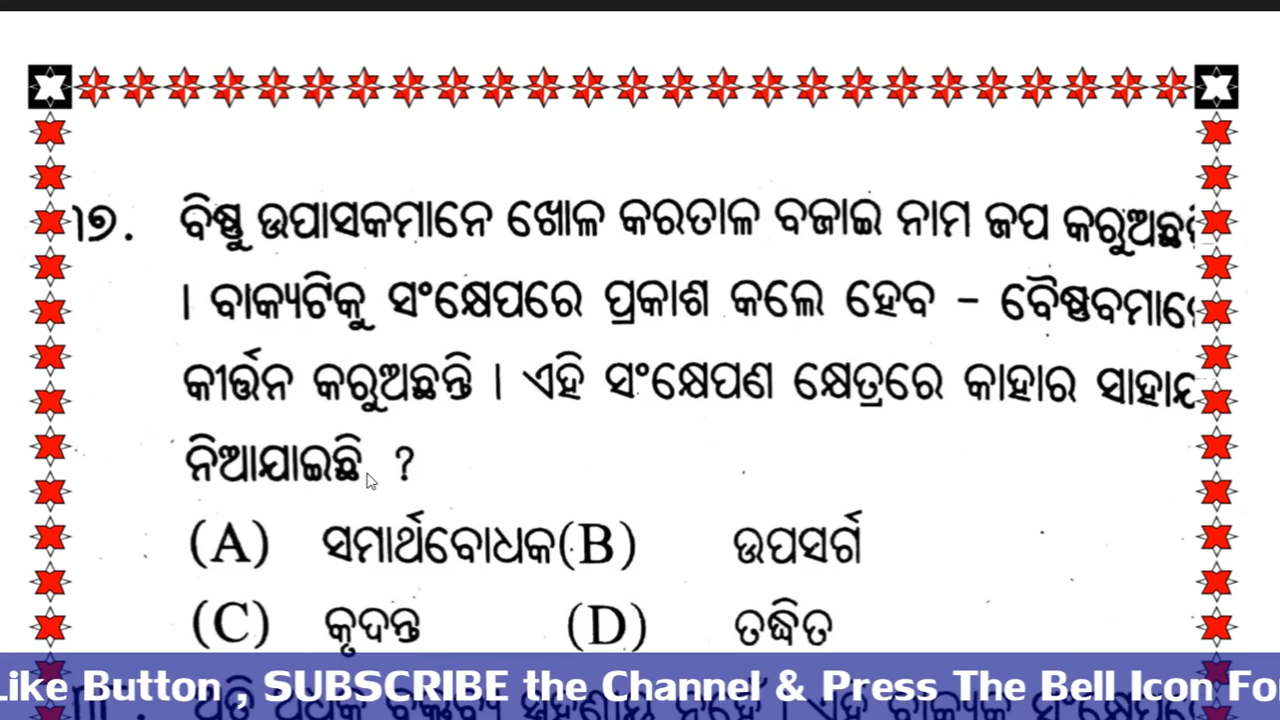 ୧୭. ବିଷ୍ଣୁ ଉପାସକମାନେ ଖୋଳ କରତାଳ ବଜାଇ ନାମ ଜପ କରୁଅଛନ୍ତି
। ବାକ୍ୟଟିକୁ ସଂକ୍ଷେପରେ ପ୍ରକାଶ କଲେ ହେବ – ବୈଷ୍ଣବମାନେ
କୀର୍ତ୍ତନ କରୁଅଛନ୍ତି । ଏହି ସଂକ୍ଷେପଣ କ୍ଷେତ୍ରରେ କାହାର ସାହାଯ୍ୟ
ନିଆଯାଇଛି ?
(A) ସମାର୍ଥବୋଧକ (B) ଉପସର୍ଗ
(C) କୃଦନ୍ତ (D) ତଦ୍ଧିତ
Like Button , SUBSCRIBE the Channel & Press The Bell Icon For